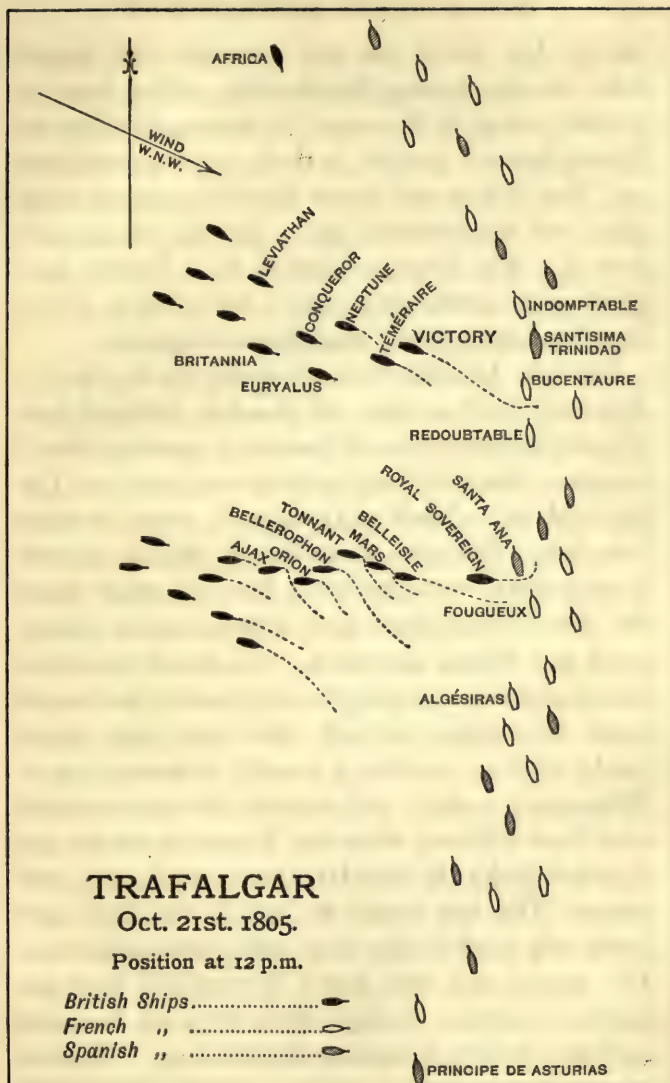 AFRICA
WIND
W.N.W.
LEVIATHAN
CONQUEROR
NEPTUNE
TÉMÉRAIRE
VICTORY
INDOMPTABLE
SANTISIMA
TRINIDAD
BRITANNIA
EURYALUS
BUCENTAURE
REDOUBTABLE
ROYAL SOVEREIGN
SANTA ANA
TONNANT
MARS
BELLEISLE
BELLEROPHON
AJAX
ORION
FOUGUEUX
ALGÉSIRAS
TRAFALGAR
Oct. 21st. 1805.
Position at 12 p.m.
British Ships
French „
Spanish „
PRINCIPE DE ASTURIAS